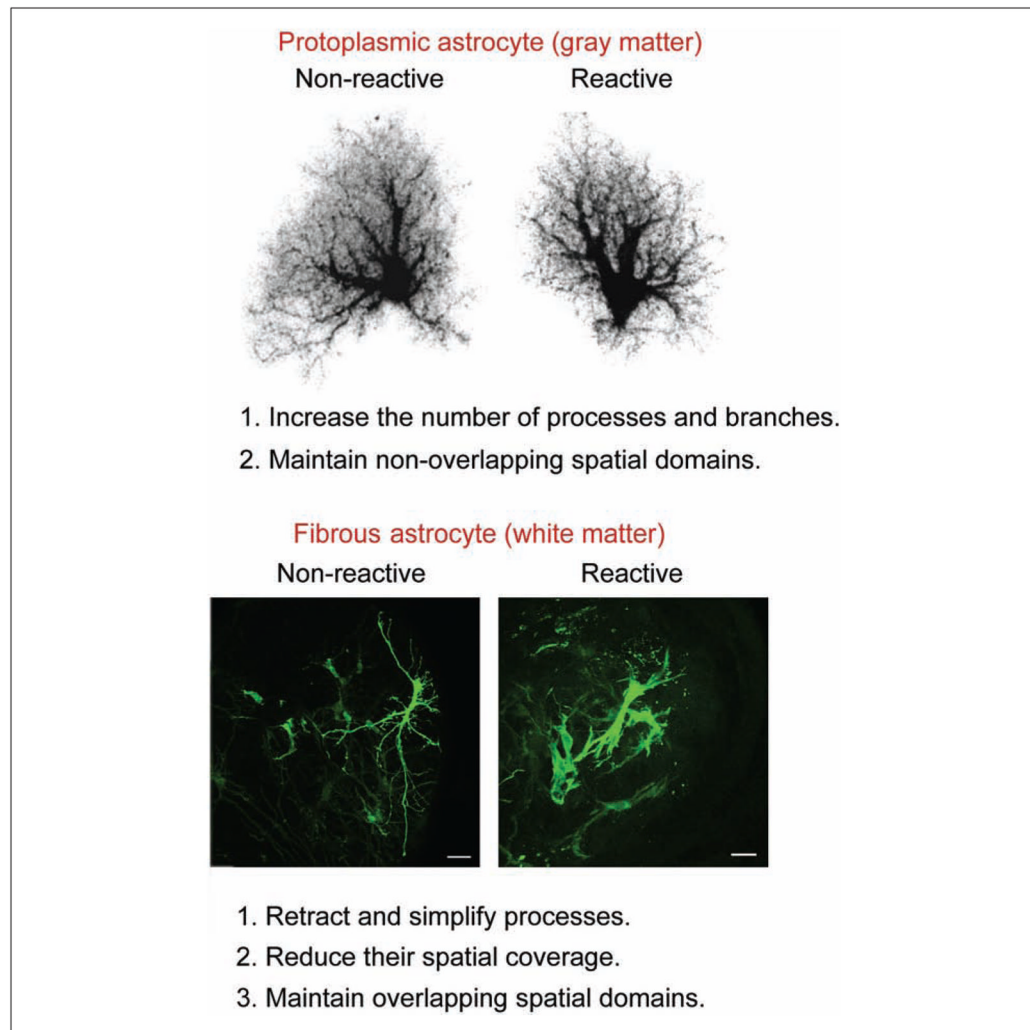 Protoplasmic astrocyte (gray matter)
Non-reactive Reactive
1. Increase the number of processes and branches.
2. Maintain non-overlapping spatial domains.
Fibrous astrocyte (white matter)
Non-reactive Reactive
1. Retract and simplify processes.
2. Reduce their spatial coverage.
3. Maintain overlapping spatial domains.